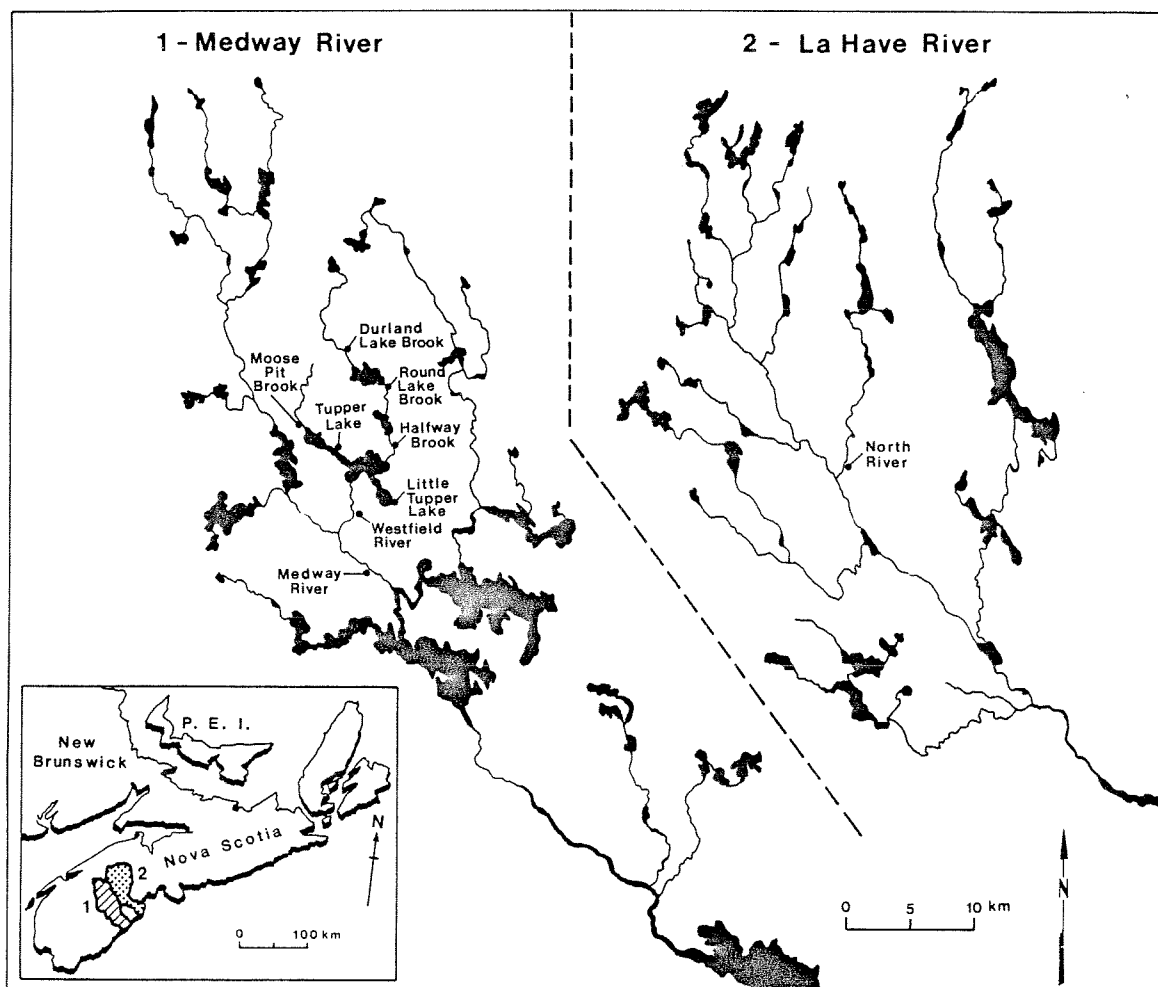 1 - Medway River
2 - La Have River
Durland
Lake Brook
Moose
Pit
Brook
Round
Lake
Brook
Tupper
Lake
Halfway
Brook
North
River
Little
Tupper
Lake
Westfield
River
Medway
River
P. E. I.
New
Brunswick
N
Nova Scotia
2
1
0 100 km
0 5 10 km
N